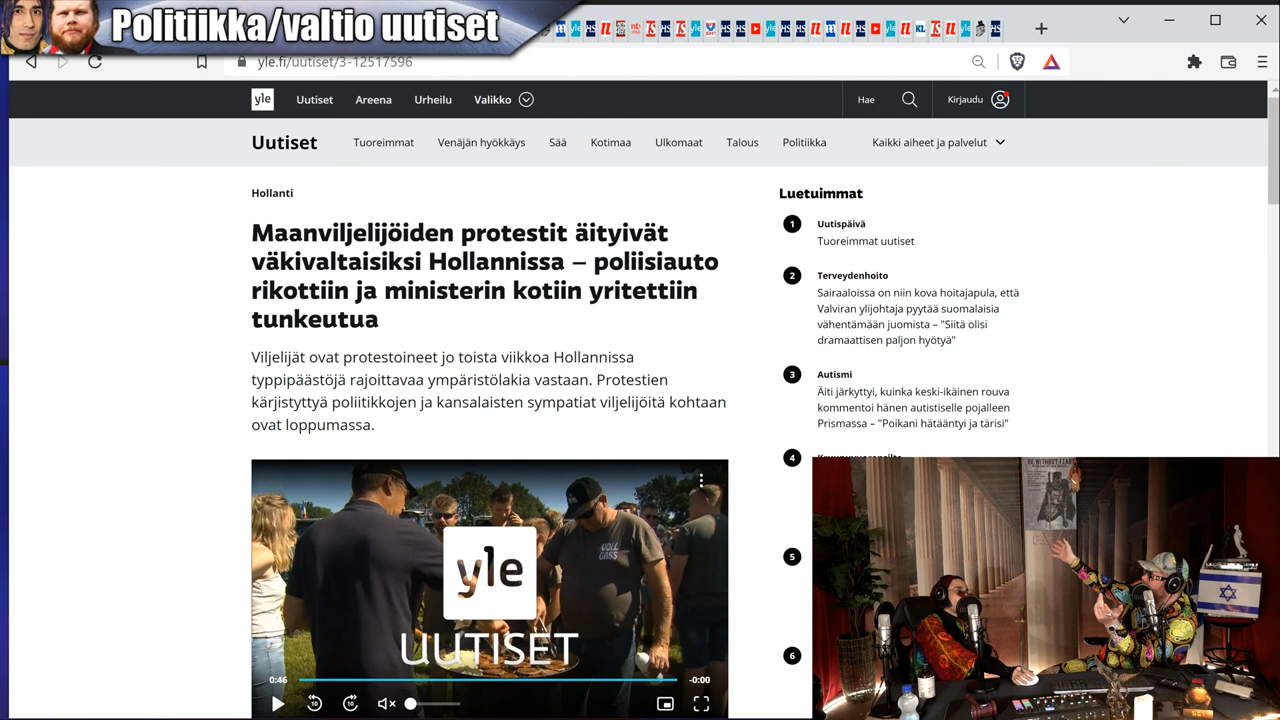 Politiikka/valtio uutiset
yle.fi/uutiset/3-12517596
yle
Uutiset
Areena
Urheilu
Valikko
Hae
Kirjaudu
Uutiset
Tuoreimmat
Venäjän hyökkäys
Sää
Kotimaa
Ulkomaat
Talous
Politiikka
Kaikki aiheet ja palvelut
Hollanti
Maanviljelijöiden protestit äityivät
väkivaltaisiksi Hollannissa – poliisiauto
rikottiin ja ministerin kotiin yritettiin
tunkeutua
Viljelijät ovat protestoineet jo toista viikkoa Hollannissa
typpipäästöjä rajoittavaa ympäristölakia vastaan. Protestien
kärjistyttyä poliitikkojen ja kansalaisten sympatiat viljelijöitä kohtaan
ovat loppumassa.
yle
UUTISET
0:46
-0:00
10
10
Luetuimmat
1
Uutispäivä
Tuoreimmat uutiset
2
Terveydenhoito
Sairaaloissa on niin kova hoitajapula, että
Valviran ylijohtaja pyytää suomalaisia
vähentämään juomista – "Siitä olisi
dramaattisen paljon hyötyä"
3
Autismi
Äiti järkyttyi, kuinka keski-ikäinen rouva
kommentoi hänen autistiselle pojalleen
Prismassa – "Poikani hätääntyi ja tärisi"
4
5
6
BE WITHOUT FEAR